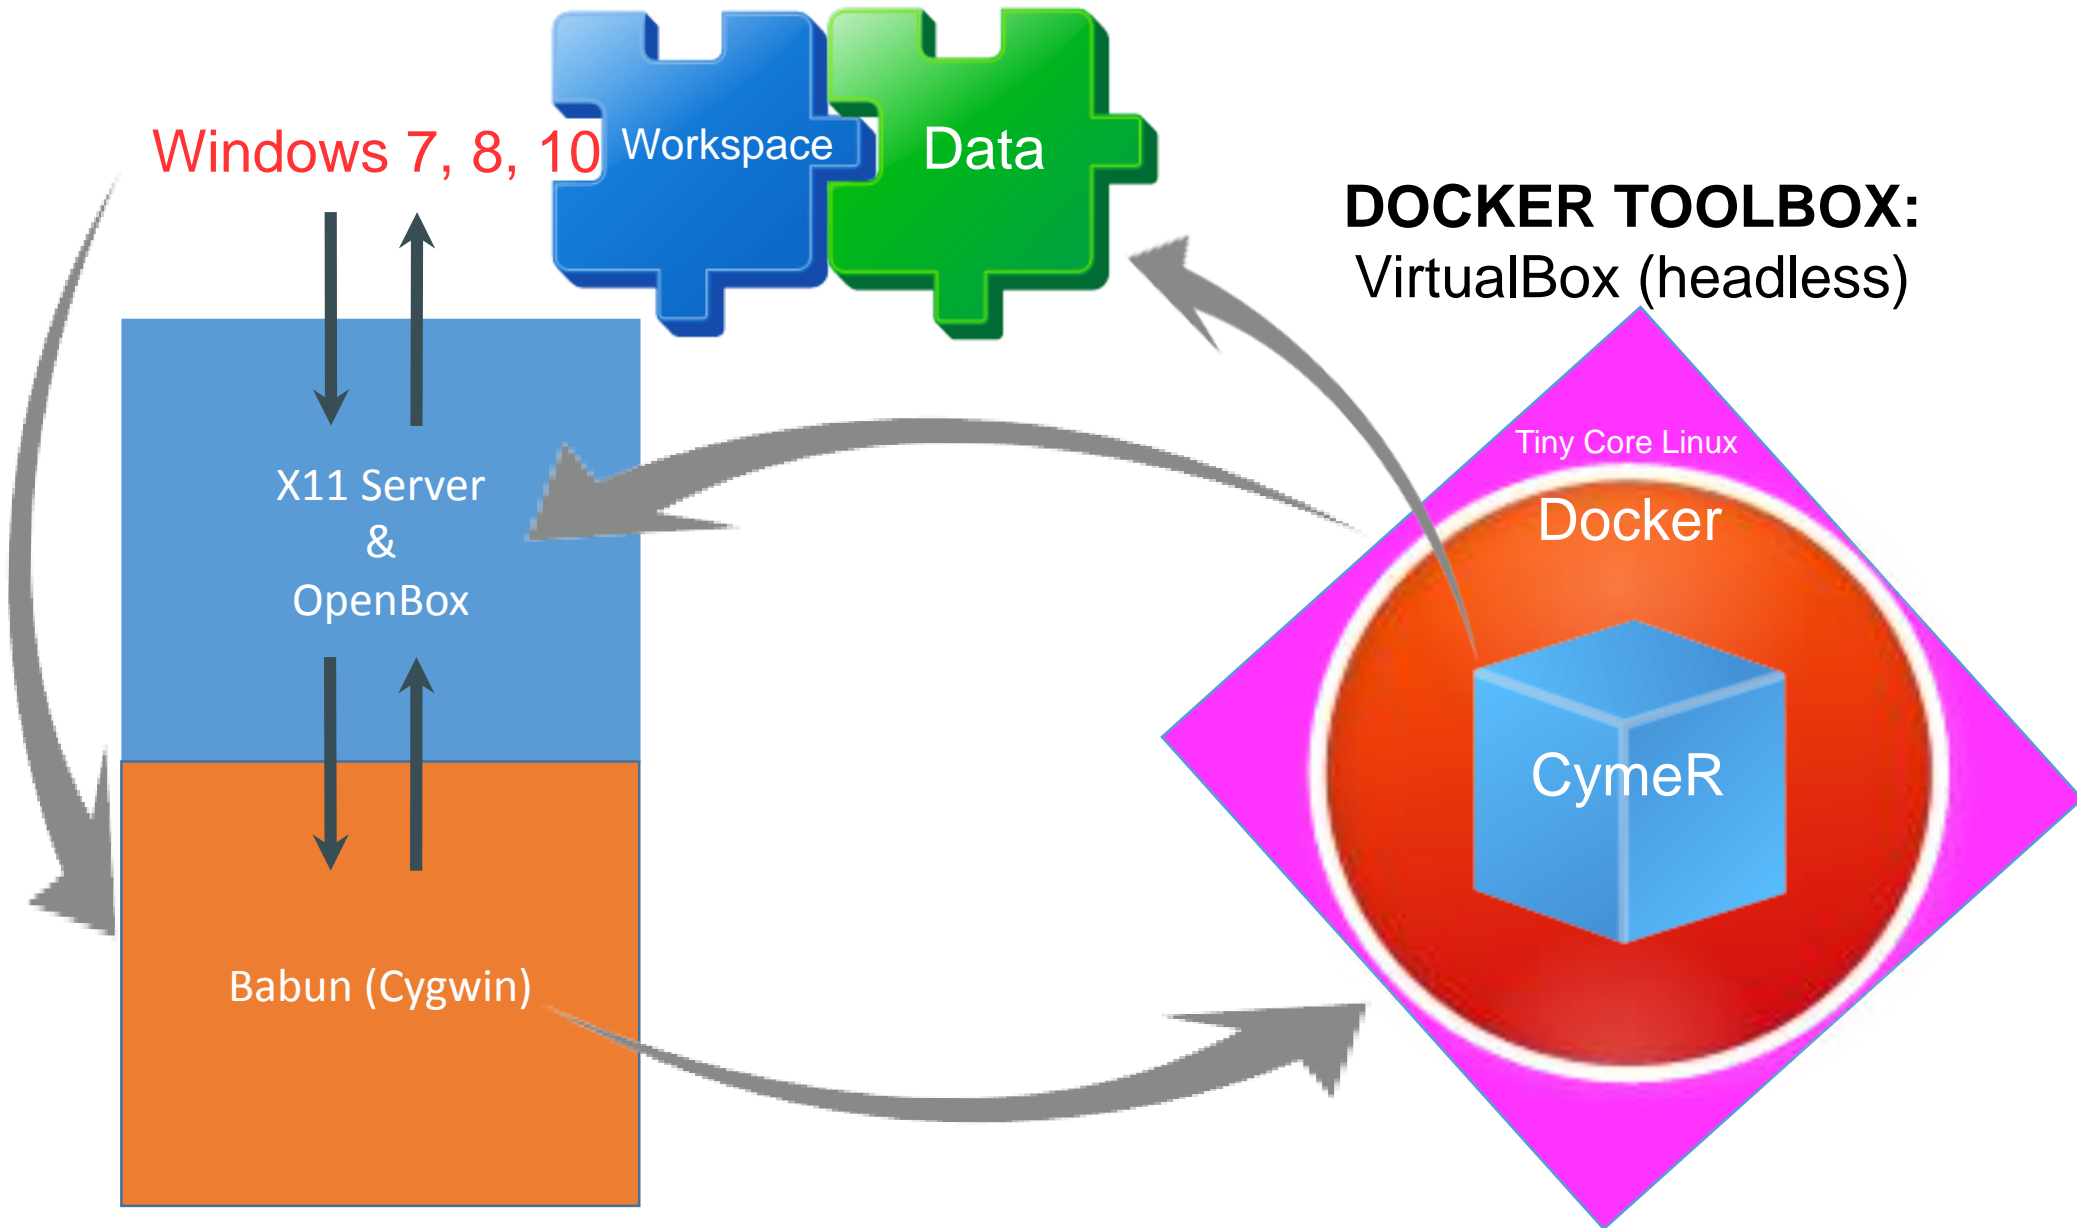 Windows 7, 8, 10
Workspace
Data
DOCKER TOOLBOX:
VirtualBox (headless)
Tiny Core Linux
Docker
CymeR
X11 Server
&
OpenBox
Babun (Cygwin)